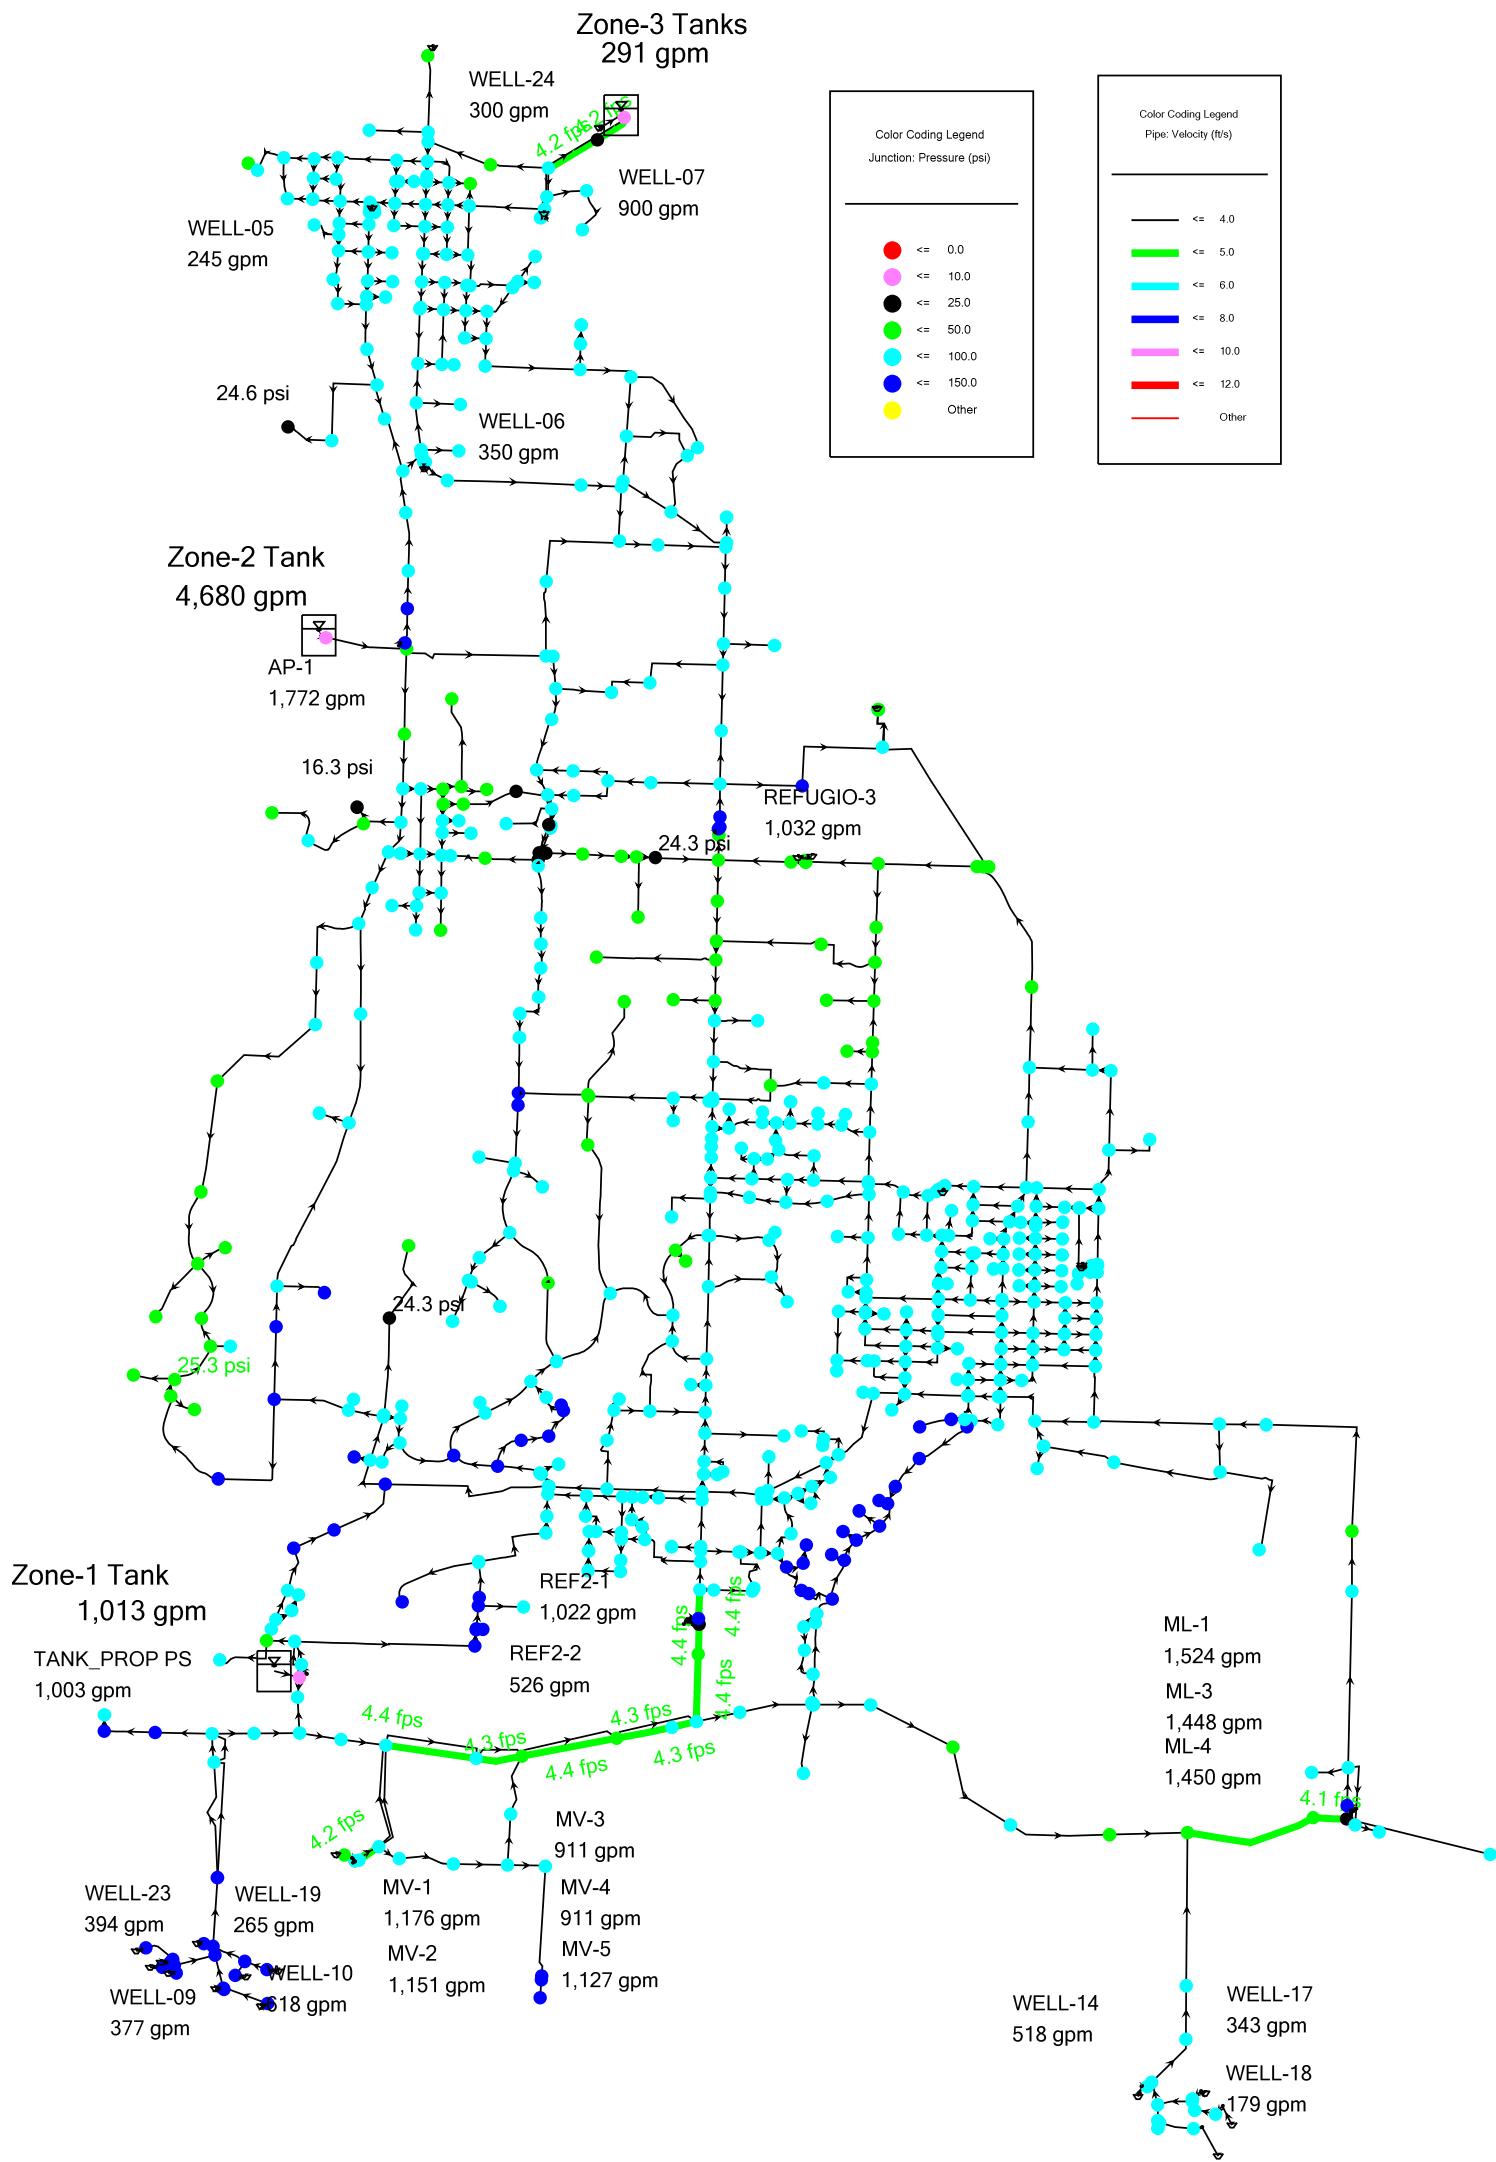 Zone-3 Tanks
291 gpm
WELL-24
300 gpm
4.2 fps
4.2 fps
WELL-07
900 gpm
WELL-05
245 gpm
Color Coding Legend
Junction: Pressure (psi)
<= 0.0
<= 10.0
<= 25.0
<= 50.0
<= 100.0
<= 150.0
Other
Color Coding Legend
Pipe: Velocity (ft/s)
<= 4.0
<= 5.0
<= 6.0
<= 8.0
<= 10.0
<= 12.0
Other
24.6 psi
WELL-06
350 gpm
Zone-2 Tank
4,680 gpm
AP-1
1,772 gpm
16.3 psi
REFUGIO-3
1,032 gpm
24.3 psi
24.3 psi
25.3 psi
Zone-1 Tank
1,013 gpm
TANK_PROP PS
1,003 gpm
REF2-1
1,022 gpm
REF2-2
526 gpm
4.4 fps
4.4 fps
4.4 fps
4.4 fps
4.3 fps
4.3 fps
4.4 fps
4.3 fps
4.2 fps
ML-1
1,524 gpm
ML-3
1,448 gpm
ML-4
1,450 gpm
4.1 fps
MV-3
911 gpm
MV-1
1,176 gpm
MV-4
911 gpm
MV-2
1,151 gpm
MV-5
1,127 gpm
WELL-23
394 gpm
WELL-19
265 gpm
WELL-10
618 gpm
WELL-09
377 gpm
WELL-14
518 gpm
WELL-17
343 gpm
WELL-18
179 gpm